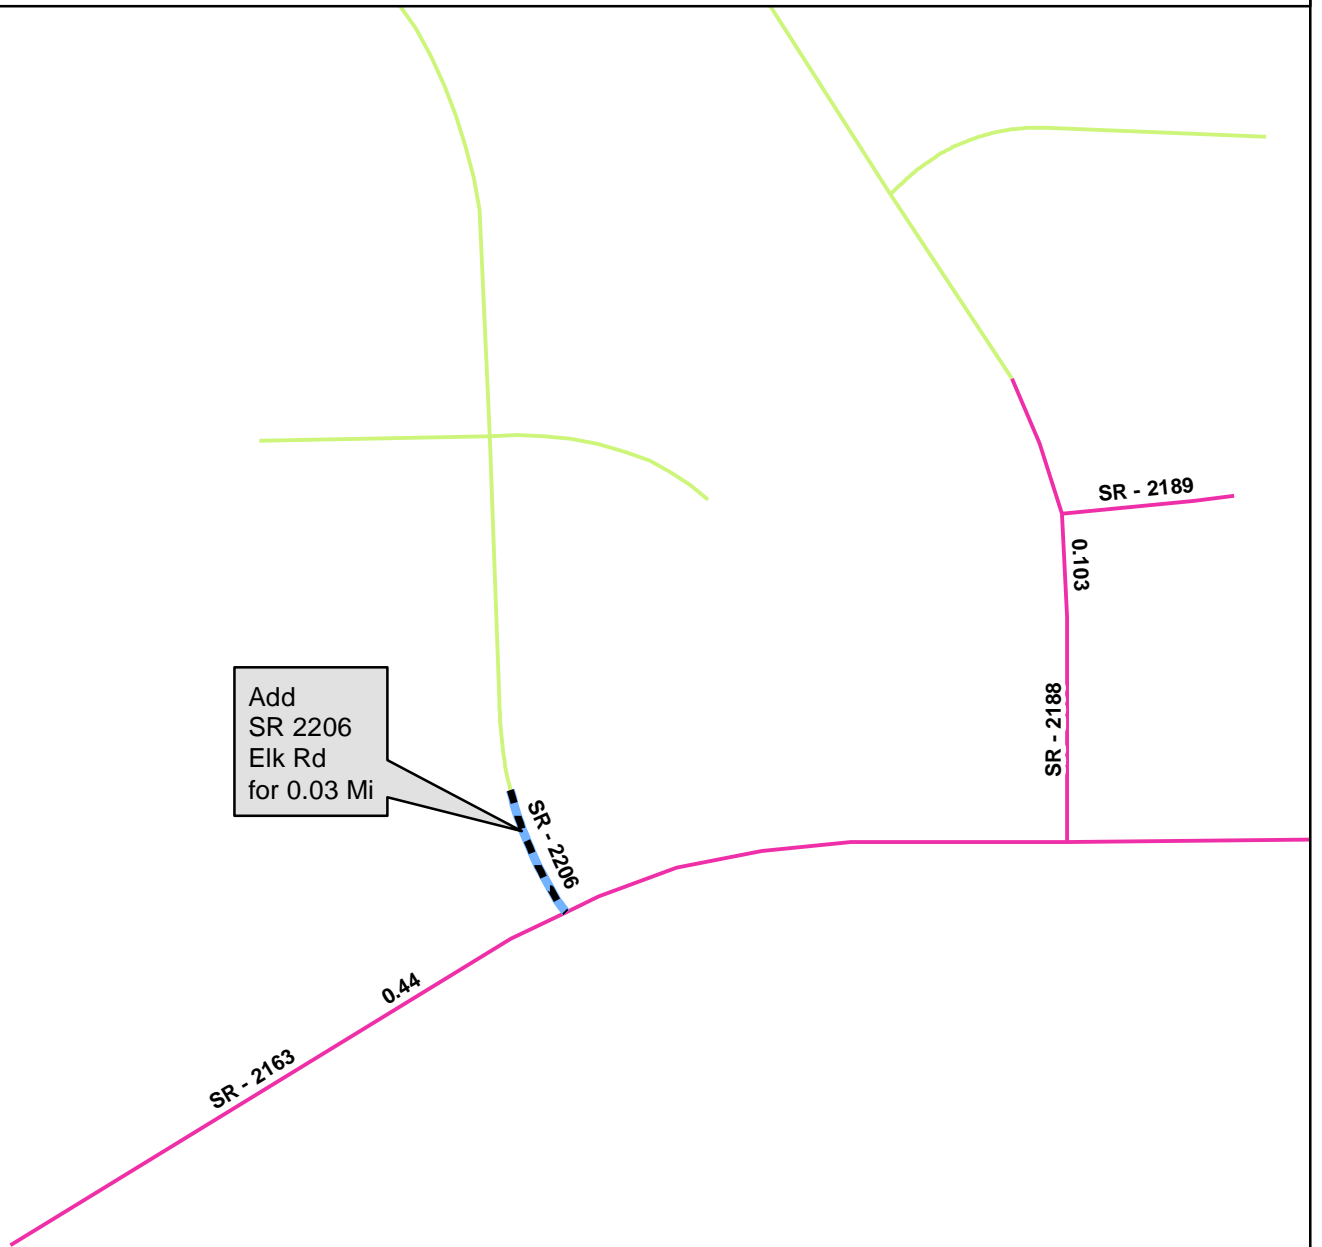 SR - 2189
0.103
Add
SR 2206
Elk Rd
for 0.03 Mi
SR - 2188
SR - 2206
0.44
SR - 2163